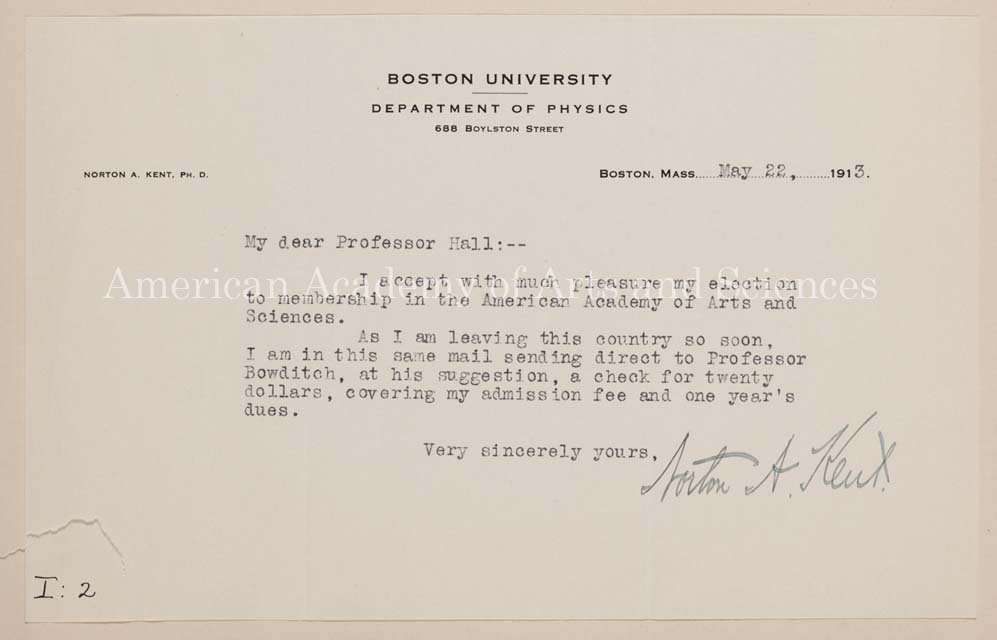 BOSTON UNIVERSITY
DEPARTMENT OF PHYSICS
688 BOYLSTON STREET
NORTON A. KENT, PH. D.
BOSTON, MASS......May 22,.........1913.
My dear Professor Hall:--
I accept with much pleasure my election
American Academy of Arts and Sciences
to membership in the American Academy of Arts and
Sciences.
As I am leaving this country so soon,
I am in this same mail sending direct to Professor
Bowditch, at his suggestion, a check for twenty
dollars, covering my admission fee and one year's
dues.
Very sincerely yours,
Norton A. Kent.
I: 2